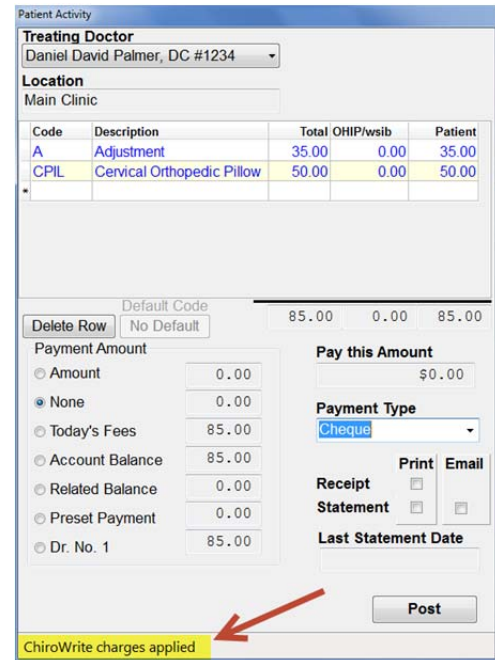 Patient Activity
Treating Doctor
Daniel David Palmer, DC #1234
Location
Main Clinic
Code Description Total OHIP/wsib Patient
A Adjustment 35.00 0.00 35.00
CPIL Cervical Orthopedic Pillow 50.00 0.00 50.00
*
Default Code
Delete Row No Default 85.00 0.00 85.00
Payment Amount Pay this Amount
Amount 0.00 $0.00
None 0.00 Payment Type
Today's Fees 85.00 Cheque
Account Balance 85.00 Print Email
Related Balance 0.00 Receipt
Preset Payment 0.00 Statement
Dr. No. 1 85.00 Last Statement Date
Post
ChiroWrite charges applied